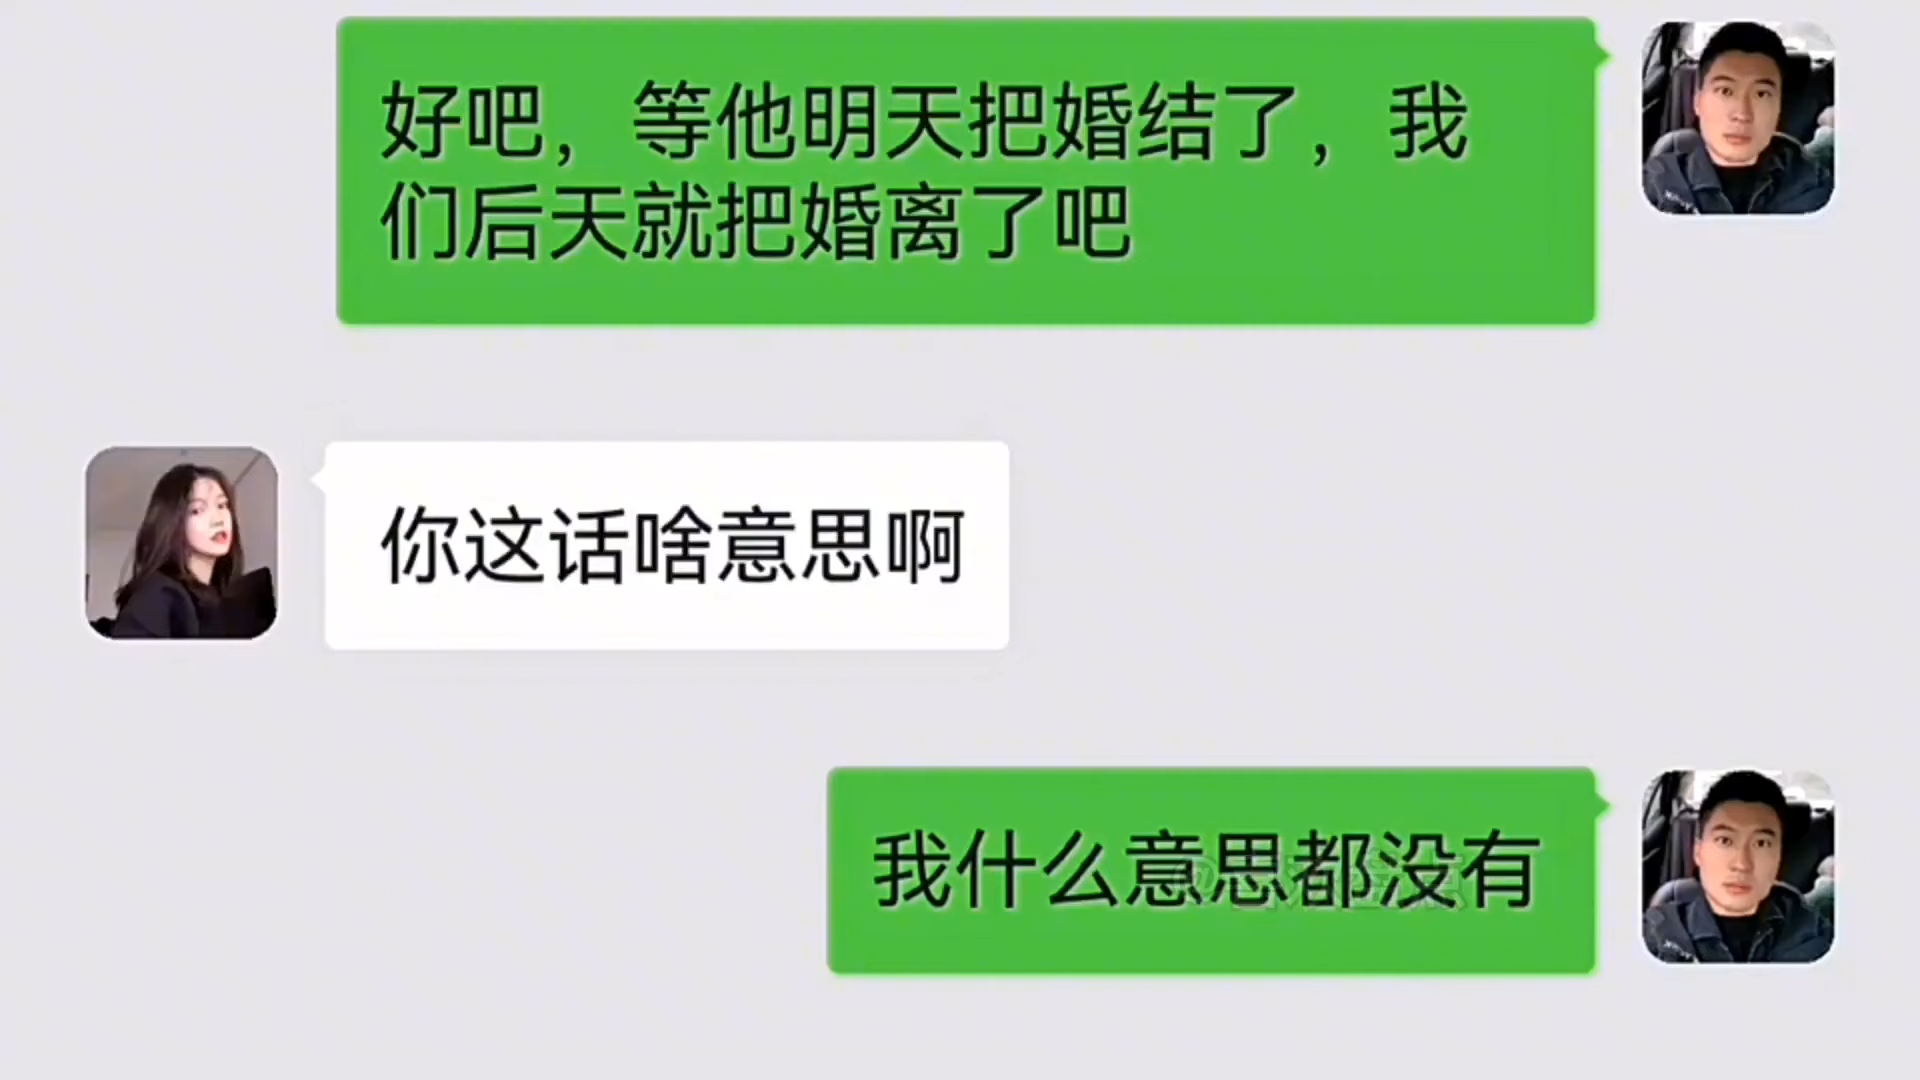 好吧，等他明天把婚结了，我
们后天就把婚离了吧
你这话啥意思啊
我什么意思都没有